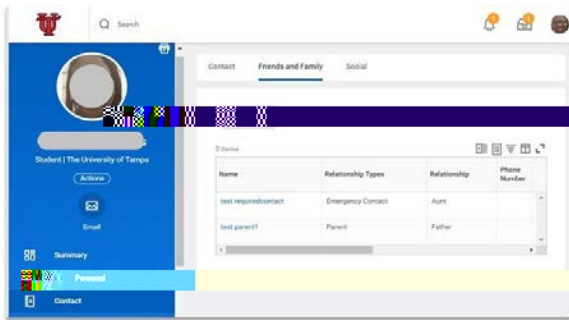 Search
Contact Friends and Family Social
Student | The University of Tampa
Actions
Email
Summary
Personal
Contact
items
Name Relationship Types Relationship Phone Number
test requiredcontact Emergency Contact Aunt
test parent1 Parent Father